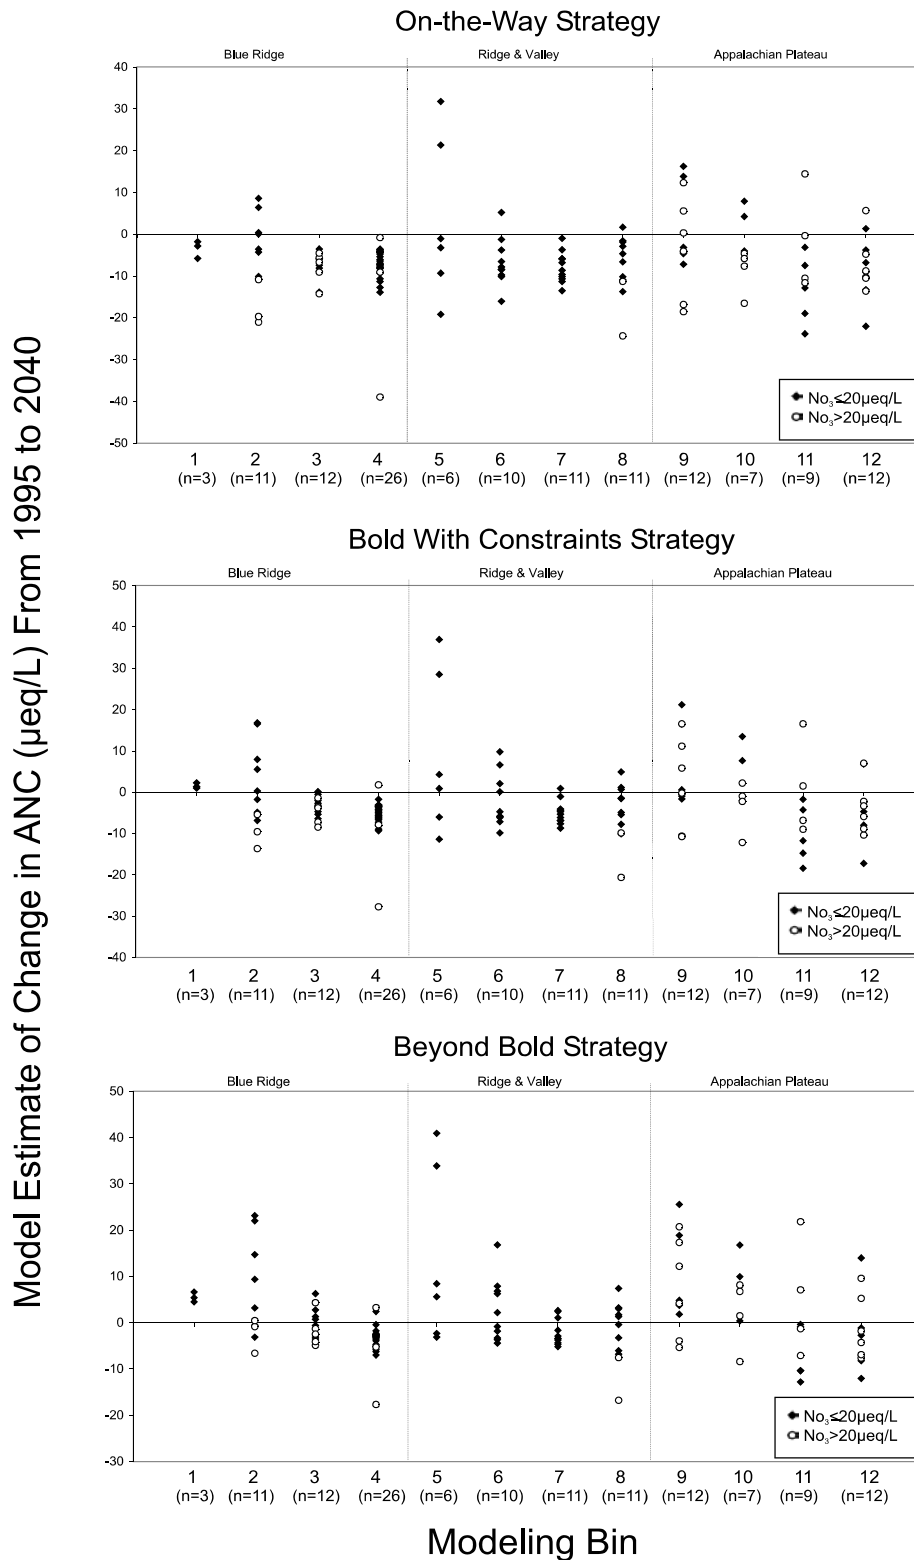 On-the-Way Strategy
Blue Ridge Ridge & Valley Appalachian Plateau
40
30
20
10
0
-10
-20
-30
-40
-50
No₃≤20µeq/L
No₃>20µeq/L
1 2 3 4 5 6 7 8 9 10 11 12
(n=3) (n=11) (n=12) (n=26) (n=6) (n=10) (n=11) (n=11) (n=12) (n=7) (n=9) (n=12)
Model Estimate of Change in ANC (µeq/L) From 1995 to 2040
Bold With Constraints Strategy
Blue Ridge Ridge & Valley Appalachian Plateau
50
40
30
20
10
0
-10
-20
-30
-40
No₃≤20µeq/L
No₃>20µeq/L
1 2 3 4 5 6 7 8 9 10 11 12
(n=3) (n=11) (n=12) (n=26) (n=6) (n=10) (n=11) (n=11) (n=12) (n=7) (n=9) (n=12)
Beyond Bold Strategy
Blue Ridge Ridge & Valley Appalachian Plateau
50
40
30
20
10
0
-10
-20
-30
No₃≤20µeq/L
No₃>20µeq/L
1 2 3 4 5 6 7 8 9 10 11 12
(n=3) (n=11) (n=12) (n=26) (n=6) (n=10) (n=11) (n=11) (n=12) (n=7) (n=9) (n=12)
Modeling Bin